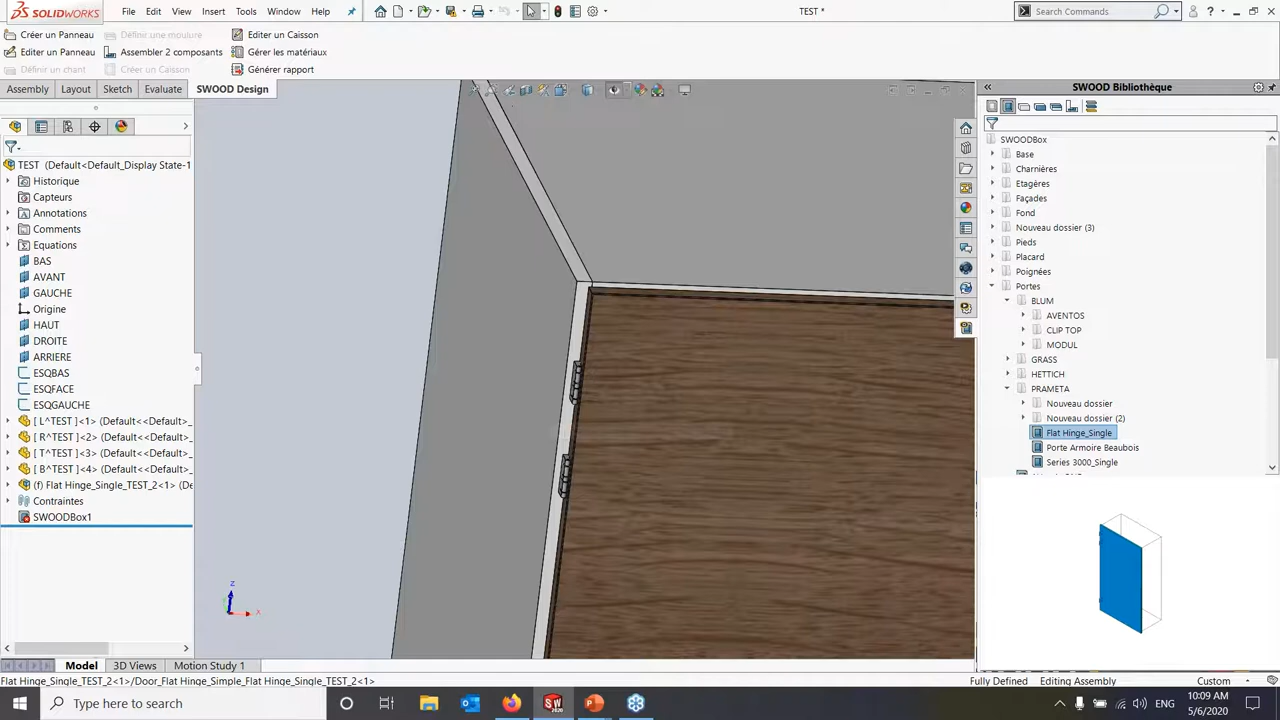 SOLIDWORKS
File Edit View Insert Tools Window Help
TEST *
Search Commands
Créer un Panneau
Définir une moulure
Editer un Caisson
Editer un Panneau
Assembler 2 composants
Gérer les matériaux
Définir un chant
Créer un Caisson
Générer rapport
Assembly Layout Sketch Evaluate SWOOD Design
SWOOD Bibliothèque
TEST (Default<Default_Display State-1
Historique
Capteurs
Annotations
Comments
Equations
BAS
AVANT
GAUCHE
Origine
HAUT
DROITE
ARRIERE
ESQBAS
ESQFACE
ESQGAUCHE
[ L^TEST ]<1> (Default<<Default>_
[ R^TEST ]<2> (Default<<Default>_
[ T^TEST ]<3> (Default<<Default>_
[ B^TEST ]<4> (Default<<Default>_
(f) Flat Hinge_Single_TEST_2<1> (De
Contraintes
SWOODBox1
SWOODBox
Base
Charnières
Etagères
Façades
Fond
Nouveau dossier (3)
Pieds
Placard
Poignées
Portes
BLUM
AVENTOS
CLIP TOP
MODUL
GRASS
HETTICH
PRAMETA
Nouveau dossier
Nouveau dossier (2)
Flat Hinge_Single
Porte Armoire Beaubois
Series 3000_Single
z
x
Model 3D Views Motion Study 1
Flat Hinge_Single_TEST_2<1>/Door_Flat Hinge_Simple_Flat Hinge_Single_TEST_2<1>
Fully Defined Editing Assembly Custom
Type here to search
SW
2020
ENG
10:09 AM
5/6/2020